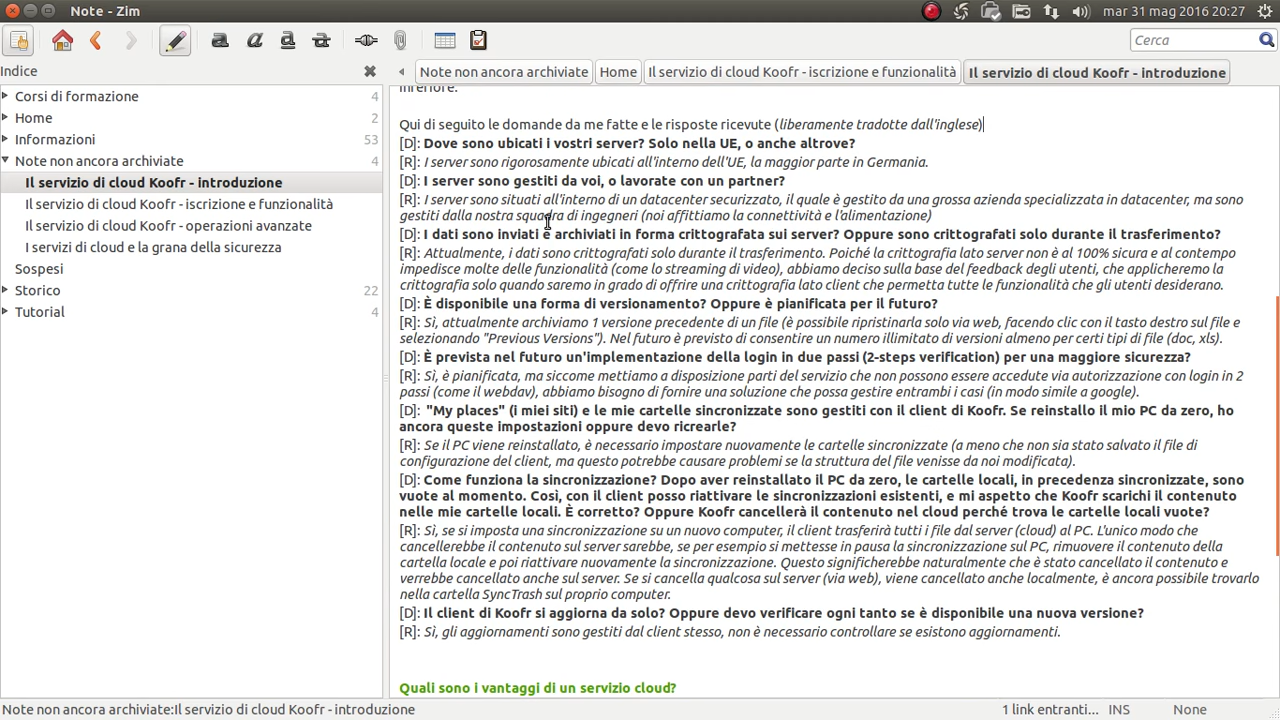 Note - Zim
mar 31 mag 2016 20:27
a a a a
Cerca
Indice
Note non ancora archiviate
Home
Il servizio di cloud Koofr - iscrizione e funzionalità
Il servizio di cloud Koofr - introduzione
Corsi di formazione 4
Home 2
Informazioni 53
Note non ancora archiviate 4
Il servizio di cloud Koofr - introduzione
Il servizio di cloud Koofr - iscrizione e funzionalità
Il servizio di cloud Koofr - operazioni avanzate
I servizi di cloud e la grana della sicurezza
Sospesi
Storico 22
Tutorial 4
inferiore.
Qui di seguito le domande da me fatte e le risposte ricevute (liberamente tradotte dall'inglese)
[D]: Dove sono ubicati i vostri server? Solo nella UE, o anche altrove?
[R]: I server sono rigorosamente ubicati all'interno dell'UE, la maggior parte in Germania.
[D]: I server sono gestiti da voi, o lavorate con un partner?
[R]: I server sono situati all'interno di un datacenter securizzato, il quale è gestito da una grossa azienda specializzata in datacenter, ma sono
gestiti dalla nostra squadra di ingegneri (noi affittiamo la connettività e l'alimentazione)
[D]: I dati sono inviati e archiviati in forma crittografata sui server? Oppure sono crittografati solo durante il trasferimento?
[R]: Attualmente, i dati sono crittografati solo durante il trasferimento. Poiché la crittografia lato server non è al 100% sicura e al contempo
impedisce molte delle funzionalità (come lo streaming di video), abbiamo deciso sulla base del feedback degli utenti, che applicheremo la
crittografia solo quando saremo in grado di offrire una crittografia lato client che permetta tutte le funzionalità che gli utenti desiderano.
[D]: È disponibile una forma di versionamento? Oppure è pianificata per il futuro?
[R]: Sì, attualmente archiviamo 1 versione precedente di un file (è possibile ripristinarla solo via web, facendo clic con il tasto destro sul file e
selezionando "Previous Versions"). Nel futuro è previsto di consentire un numero illimitato di versioni almeno per certi tipi di file (doc, xls).
[D]: È prevista nel futuro un'implementazione della login in due passi (2-steps verification) per una maggiore sicurezza?
[R]: Sì, è pianificata, ma siccome mettiamo a disposizione parti del servizio che non possono essere accedute via autorizzazione con login in 2
passi (come il webdav), abbiamo bisogno di fornire una soluzione che possa gestire entrambi i casi (in modo simile a google).
[D]: "My places" (i miei siti) e le mie cartelle sincronizzate sono gestiti con il client di Koofr. Se reinstallo il mio PC da zero, ho
ancora queste impostazioni oppure devo ricrearle?
[R]: Se il PC viene reinstallato, è necessario impostare nuovamente le cartelle sincronizzate (a meno che non sia stato salvato il file di
configurazione del client, ma questo potrebbe causare problemi se la struttura del file venisse da noi modificata).
[D]: Come funziona la sincronizzazione? Dopo aver reinstallato il PC da zero, le cartelle locali, in precedenza sincronizzate, sono
vuote al momento. Così, con il client posso riattivare le sincronizzazioni esistenti, e mi aspetto che Koofr scarichi il contenuto
nelle mie cartelle locali. È corretto? Oppure Koofr cancellerà il contenuto nel cloud perché trova le cartelle locali vuote?
[R]: Sì, se si imposta una sincronizzazione su un nuovo computer, il client trasferirà tutti i file dal server (cloud) al PC. L'unico modo che
cancellerebbe il contenuto sul server sarebbe, se per esempio si mettesse in pausa la sincronizzazione sul PC, rimuovere il contenuto della
cartella locale e poi riattivare nuovamente la sincronizzazione. Questo significherebbe naturalmente che è stato cancellato il contenuto e
verrebbe cancellato anche sul server. Se si cancella qualcosa sul server (via web), viene cancellato anche localmente, è ancora possibile trovarlo
nella cartella SyncTrash sul proprio computer.
[D]: Il client di Koofr si aggiorna da solo? Oppure devo verificare ogni tanto se è disponibile una nuova versione?
[R]: Sì, gli aggiornamenti sono gestiti dal client stesso, non è necessario controllare se esistono aggiornamenti.
Quali sono i vantaggi di un servizio cloud?
Note non ancora archiviate:Il servizio di cloud Koofr - introduzione
1 link entranti... INS None